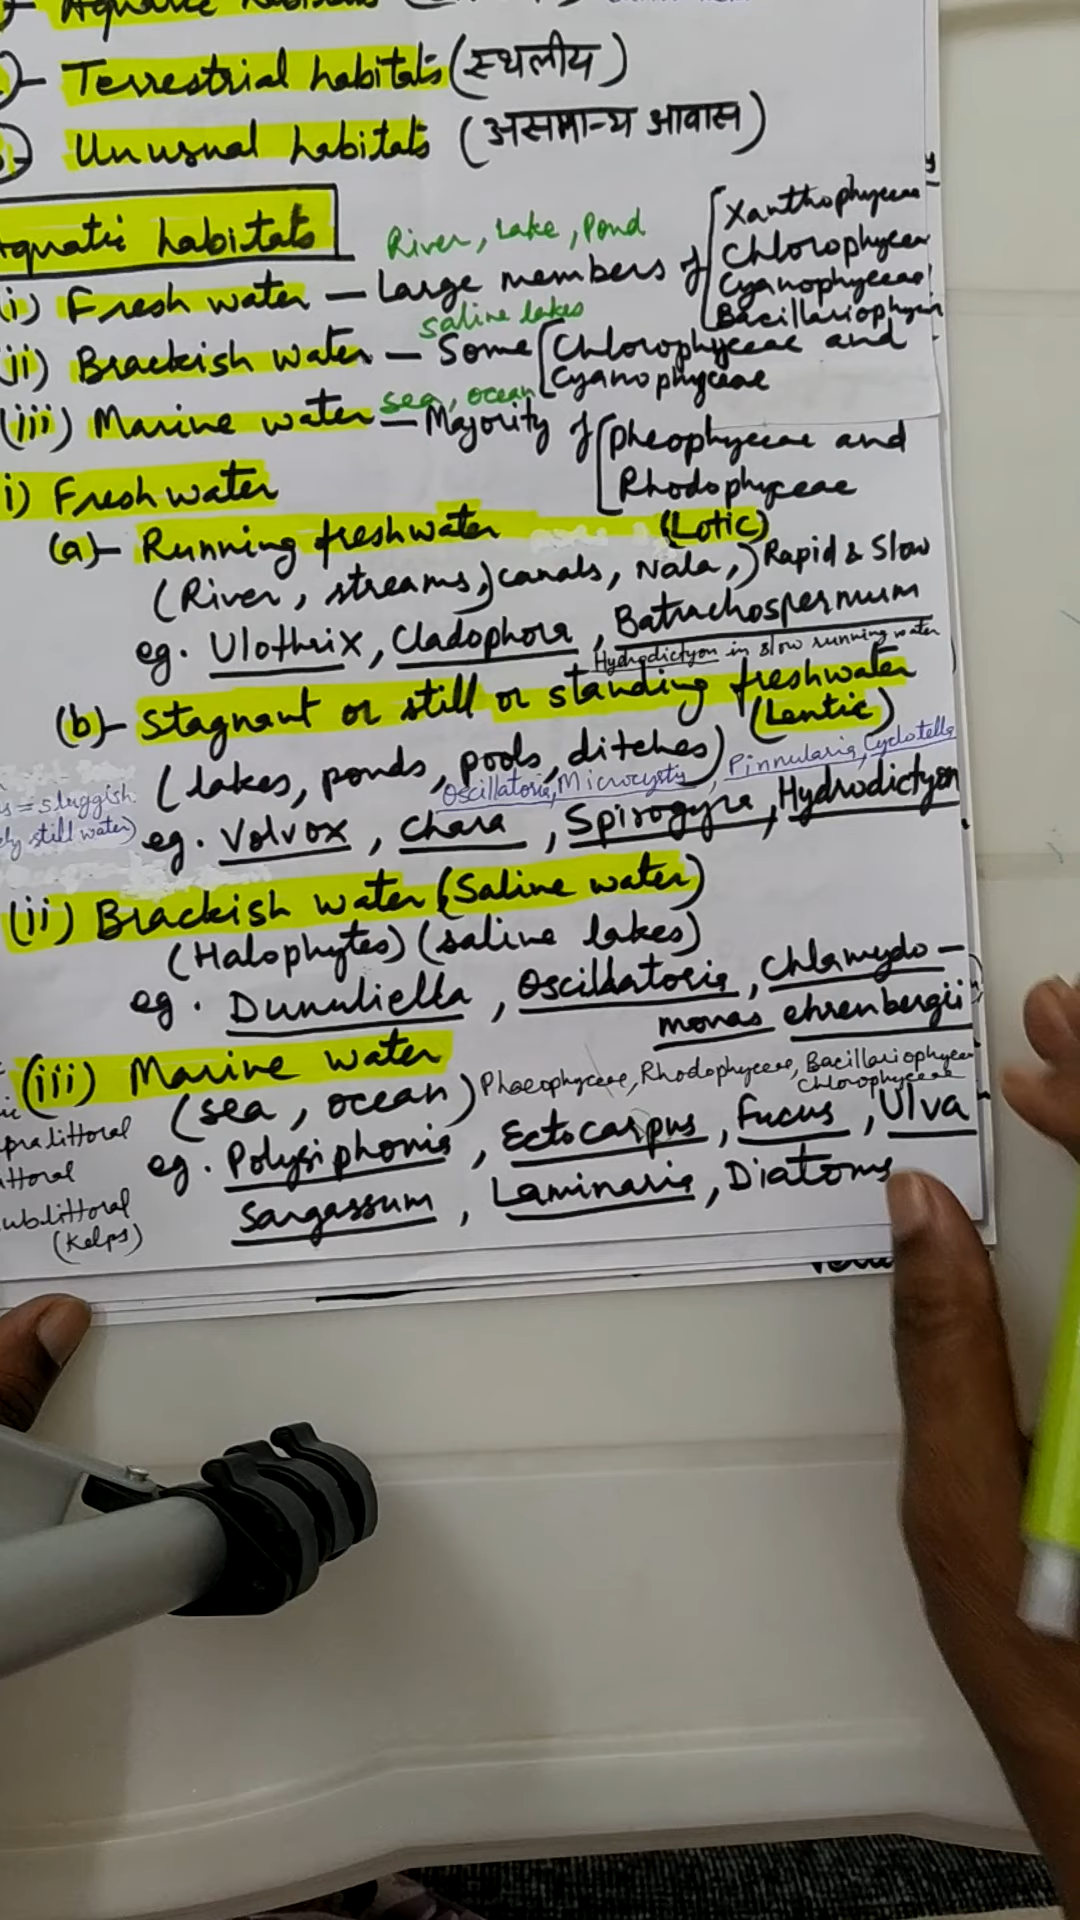 Aquatic habitats
Terrestrial habitats (स्थलीय)
Unusual habitats (असामान्य आवास)
Aquatic habitats
River, Lake, Pond
(i) Fresh water — Large members of [Xanthophyceae
Chlorophyceae
Cyanophyceae
Bacillariophyceae
saline lakes
(ii) Brackish water — Some [Chlorophyceae and
Cyanophyceae
sea, ocean
(iii) Marine water — Majority of [Pheophyceae and
Rhodophyceae
i) Fresh water
(a)- Running freshwater (Lotic)
(River, streams, canals, Nala,) Rapid & Slow
eg. Ulothrix, Cladophora, Batrachospermum
Hydrodictyon in slow running water
(b)- Stagnant or still or standing freshwater
(Lentic)
(lakes, ponds, pools, ditches)
Oscillatoria, Microcysty, Pinnularia, Cyclotella
= sluggish
still water)
eg. Volvox, Chara, Spirogyra, Hydrodictyon
(ii) Brackish water (Saline water)
(Halophytes) (saline lakes)
eg. Dunuliella, Oscillatoria, Chlamydo-
monas ehrenbergii
(iii) Marine water
(sea, ocean) Phaeophyceae, Rhodophyceae, Bacillariophyceae
Chlorophyceae
pralittoral
eg. Polysiphonia, Ectocarpus, Fucus, Ulva
ttoral
Sargassum, Laminaria, Diatoms
ublittoral
(Kelps)